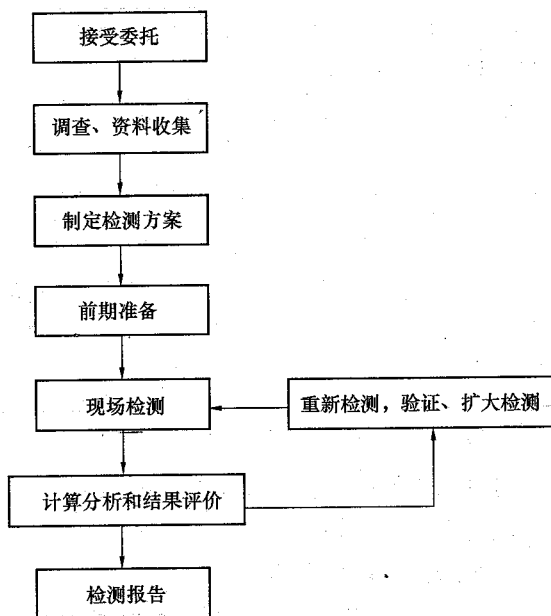 接受委托
调查、资料收集
制定检测方案
前期准备
现场检测
重新检测，验证、扩大检测
计算分析和结果评价
检测报告